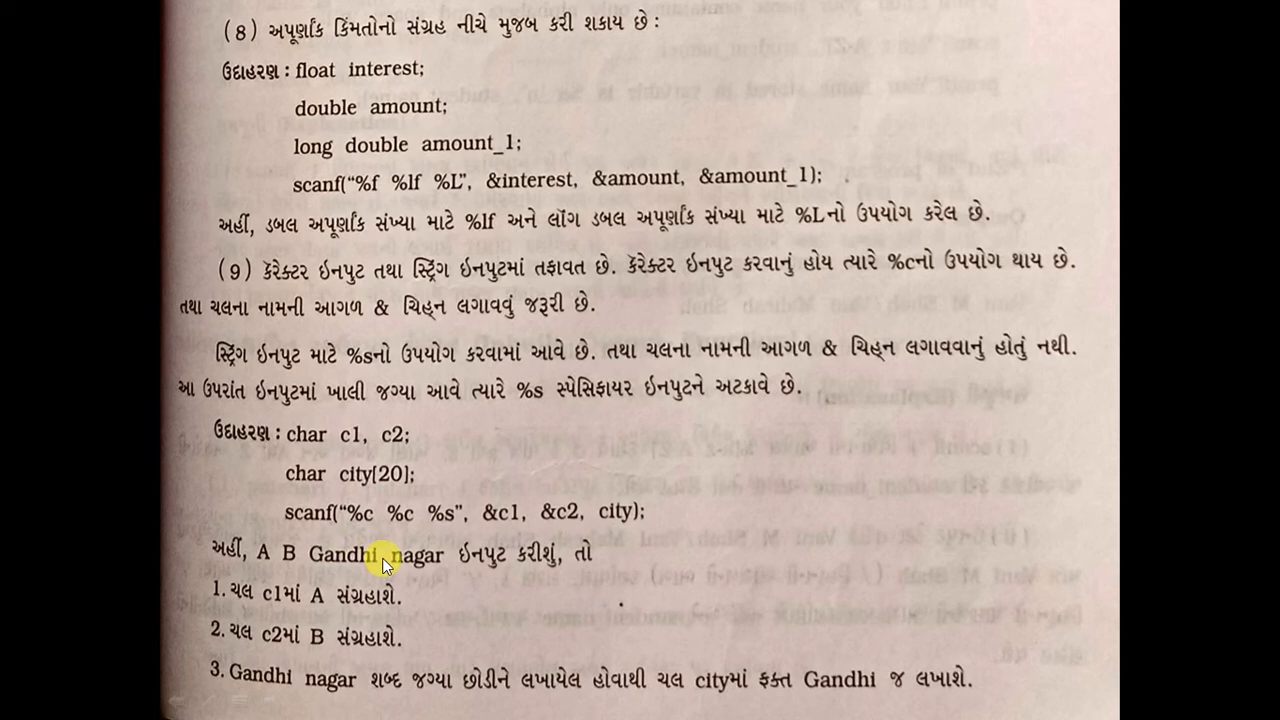 (8) અપૂર્ણાંક કિંમતોનો સંગ્રહ નીચે મુજબ કરી શકાય છે :
ઉદાહરણ : float interest;
double amount;
long double amount_1;
scanf(“%f %lf %L”, &interest, &amount, &amount_1);
અહીં, ડબલ અપૂર્ણાંક સંખ્યા માટે %lf અને લૉંગ ડબલ અપૂર્ણાંક સંખ્યા માટે %Lનો ઉપયોગ કરેલ છે.
(9) કૅરેક્ટર ઇનપુટ તથા સ્ટ્રિંગ ઇનપુટમાં તફાવત છે. કૅરેક્ટર ઇનપુટ કરવાનું હોય ત્યારે %cનો ઉપયોગ થાય છે.
તથા ચલના નામની આગળ & ચિહ્ન લગાવવું જરૂરી છે.
સ્ટ્રિંગ ઇનપુટ માટે %sનો ઉપયોગ કરવામાં આવે છે. તથા ચલના નામની આગળ & ચિહ્ન લગાવવાનું હોતું નથી.
આ ઉપરાંત ઇનપુટમાં ખાલી જગ્યા આવે ત્યારે %s સ્પેસિફાયર ઇનપુટને અટકાવે છે.
ઉદાહરણ : char c1, c2;
char city[20];
scanf(“%c %c %s”, &c1, &c2, city);
અહીં, A B Gandhi nagar ઇનપુટ કરીશું, તો
1. ચલ c1માં A સંગ્રહાશે.
2. ચલ c2માં B સંગ્રહાશે.
3. Gandhi nagar શબ્દ જગ્યા છોડીને લખાયેલ હોવાથી ચલ cityમાં ફક્ત Gandhi જ લખાશે.